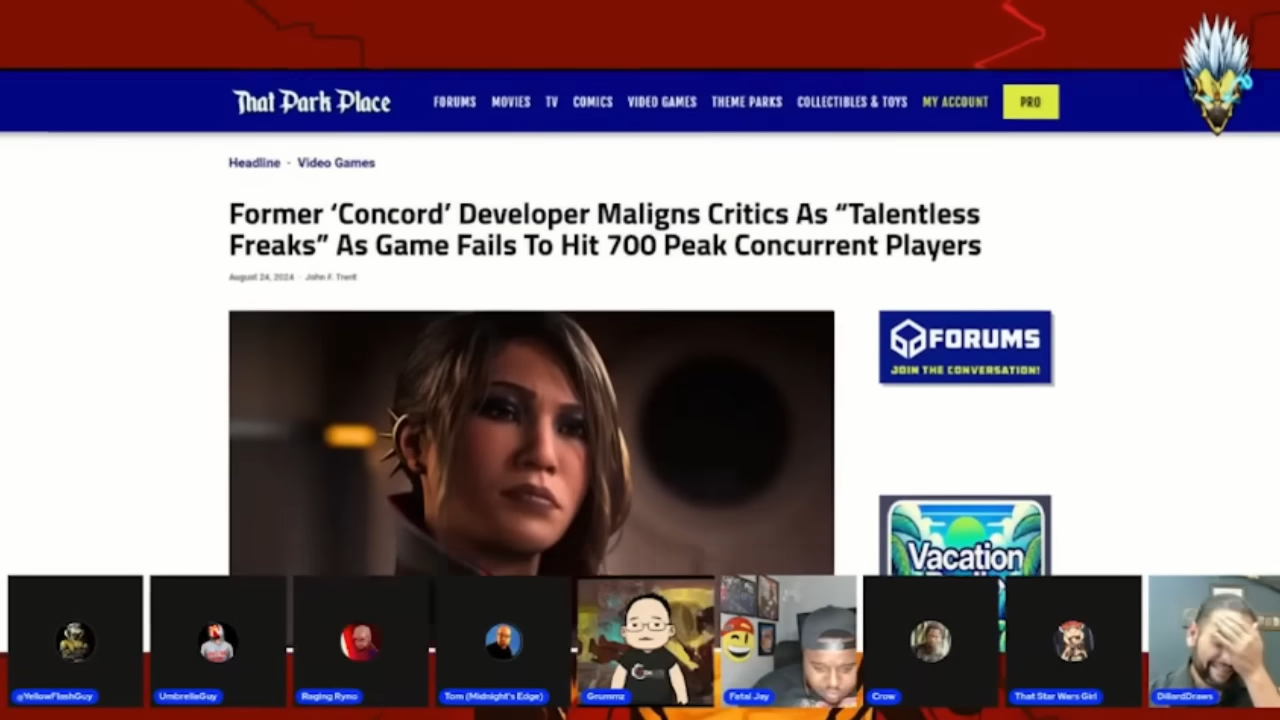 That Park Place
FORUMS MOVIES TV COMICS VIDEO GAMES THEME PARKS COLLECTIBLES & TOYS MY ACCOUNT PRO
Headline - Video Games
Former ‘Concord’ Developer Maligns Critics As “Talentless
Freaks” As Game Fails To Hit 700 Peak Concurrent Players
August 24, 2024 · John F. Trent
FORUMS
JOIN THE CONVERSATION!
Vacation
@YellowFlashGuy
UmbrellaGuy
Raging Ryno
Tom (Midnight's Edge)
Grummz
Fatal Jay
Crow
That Star Wars Girl
DillardDraws